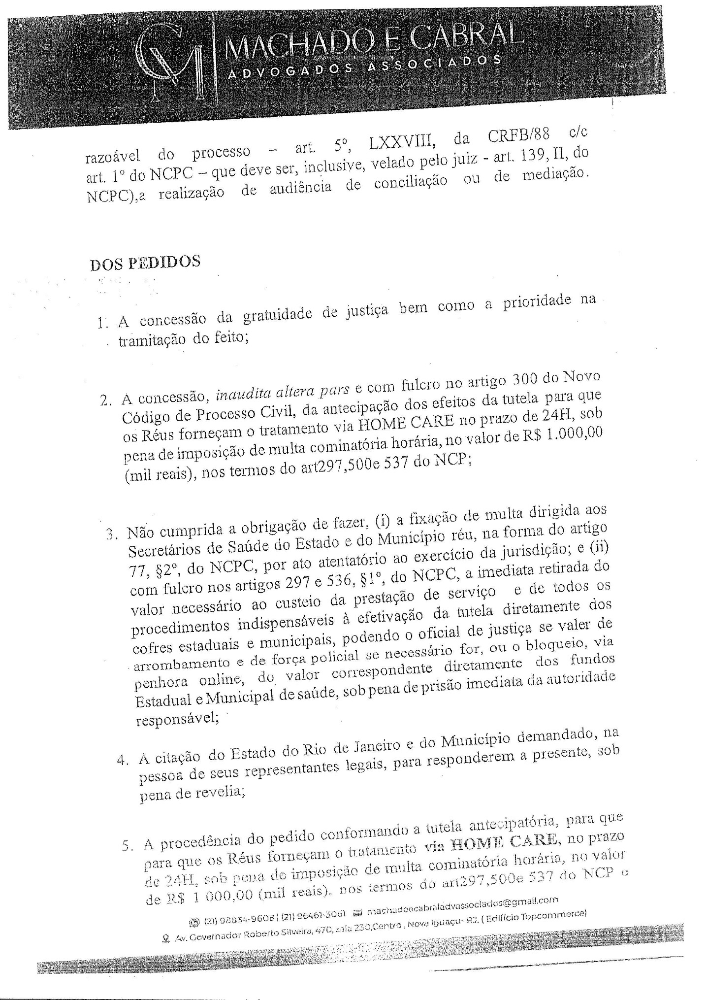 MACHADO E CABRAL
ADVOGADOS ASSOCIADOS
razoável do processo – art. 5º, LXXVIII, da CRFB/88 c/c
art. 1º do NCPC – que deve ser, inclusive, velado pelo juiz - art. 139, II, do
NCPC),a realização de audiência de conciliação ou de mediação.
DOS PEDIDOS
1. A concessão da gratuidade de justiça bem como a prioridade na
tramitação do feito;
2. A concessão, inaudita altera pars e com fulcro no artigo 300 do Novo
Código de Processo Civil, da antecipação dos efeitos da tutela para que
os Réus forneçam o tratamento via HOME CARE no prazo de 24H, sob
pena de imposição de multa cominatória horária, no valor de R$ 1.000,00
(mil reais), nos termos do art297,500e 537 do NCP;
3. Não cumprida a obrigação de fazer, (i) a fixação de multa dirigida aos
Secretários de Saúde do Estado e do Município réu, na forma do artigo
77, §2º, do NCPC, por ato atentatório ao exercício da jurisdição; e (ii)
com fulcro nos artigos 297 e 536, §1º, do NCPC, a imediata retirada do
valor necessário ao custeio da prestação de serviço e de todos os
procedimentos indispensáveis à efetivação da tutela diretamente dos
cofres estaduais e municipais, podendo o oficial de justiça se valer de
arrombamento e de força policial se necessário for, ou o bloqueio, via
penhora online, do valor correspondente diretamente dos fundos
Estadual e Municipal de saúde, sob pena de prisão imediata da autoridade
responsável;
4. A citação do Estado do Rio de Janeiro e do Município demandado, na
pessoa de seus representantes legais, para responderem a presente, sob
pena de revelia;
5. A procedência do pedido conformando a tutela antecipatória, para que
para que os Réus forneçam o tratamento via HOME CARE, no prazo
de 24H, sob pena de imposição de multa cominatória horária, no valor
de R$ 1 000,00 (mil reais), nos termos do art297,500e 537 do NCP e
(21) 98834-9606 | (21) 96461-3061 machadoecabraladvassociados@gmail.com
Av. Governador Roberto Silveira, 470, sala 230,Centro, Nova Iguaçu- RJ. ( Edifício Topcommerce)